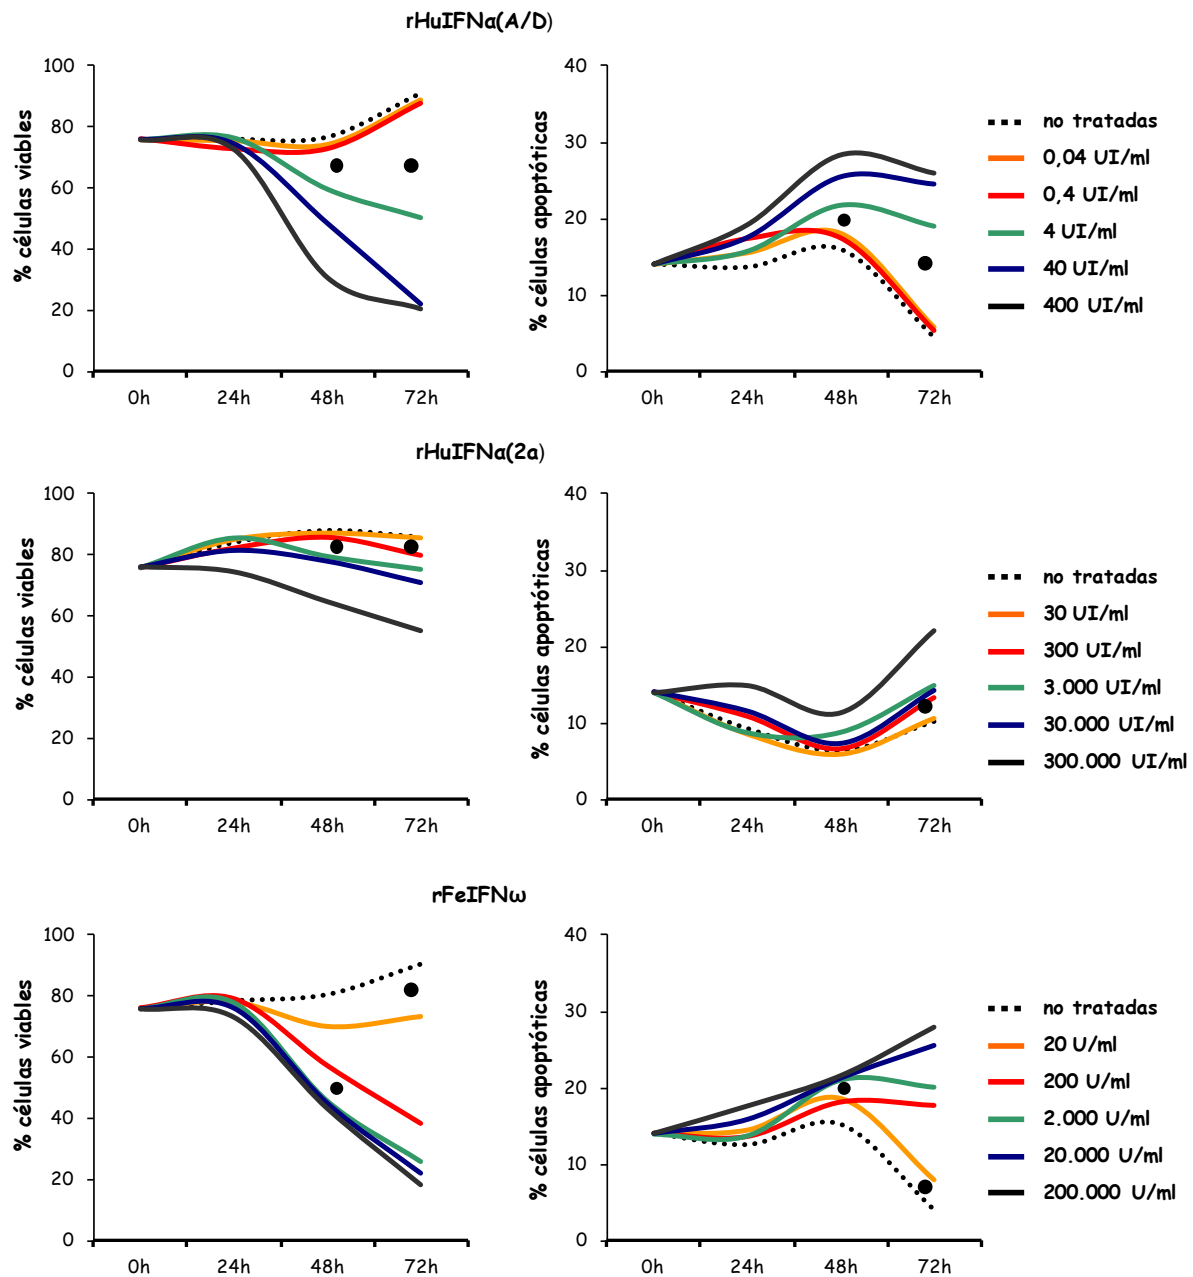 rHuIFNα(A/D)
100
80
60
40
20
0
% células viables
0h 24h 48h 72h
40
30
20
10
0
% células apoptóticas
0h 24h 48h 72h
no tratadas
0,04 UI/ml
0,4 UI/ml
4 UI/ml
40 UI/ml
400 UI/ml
rHuIFNα(2a)
100
80
60
40
20
0
% células viables
0h 24h 48h 72h
40
30
20
10
0
% células apoptóticas
0h 24h 48h 72h
no tratadas
30 UI/ml
300 UI/ml
3.000 UI/ml
30.000 UI/ml
300.000 UI/ml
rFeIFNω
100
80
60
40
20
0
% células viables
0h 24h 48h 72h
40
30
20
10
0
% células apoptóticas
0h 24h 48h 72h
no tratadas
20 U/ml
200 U/ml
2.000 U/ml
20.000 U/ml
200.000 U/ml